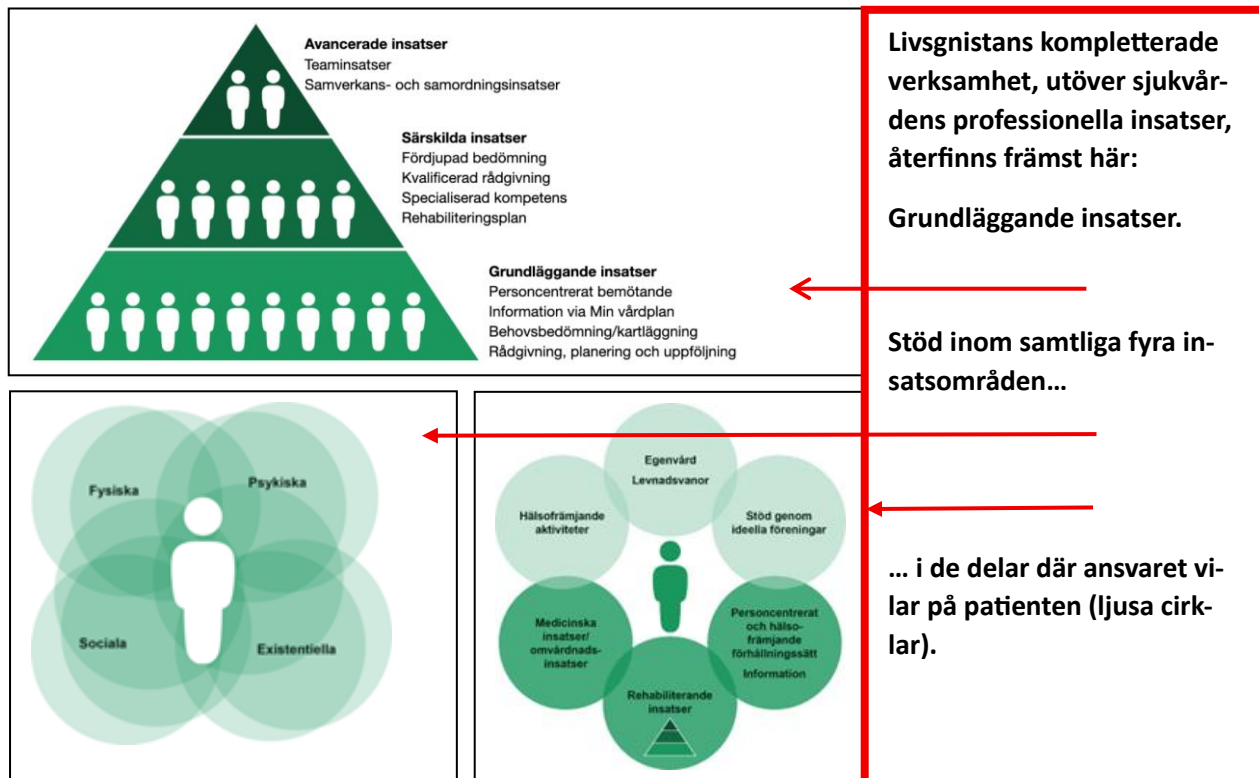 Avancerade insatser
Teaminsatser
Samverkans- och samordningsinsatser
Särskilda insatser
Fördjupad bedömning
Kvalificerad rådgivning
Specialiserad kompetens
Rehabiliteringsplan
Grundläggande insatser
Personcentrerat bemötande
Information via Min vårdplan
Behovsbedömning/kartläggning
Rådgivning, planering och uppföljning
Livsgnistans kompletterade
verksamhet, utöver sjukvår-
dens professionella insatser,
återfinns främst här:
Grundläggande insatser.
Stöd inom samtliga fyra in-
satsområden…
… i de delar där ansvaret vi-
lar på patienten (ljusa cirk-
lar).
Fysiska
Psykiska
Sociala
Existentiella
Egenvård
Levnadsvanor
Hälsofrämjande
aktiviteter
Stöd genom
ideella föreningar
Medicinska
insatser/
omvårdnads-
insatser
Personcentrerat
och hälso-
främjande
förhållningssätt
Information
Rehabiliterande
insatser